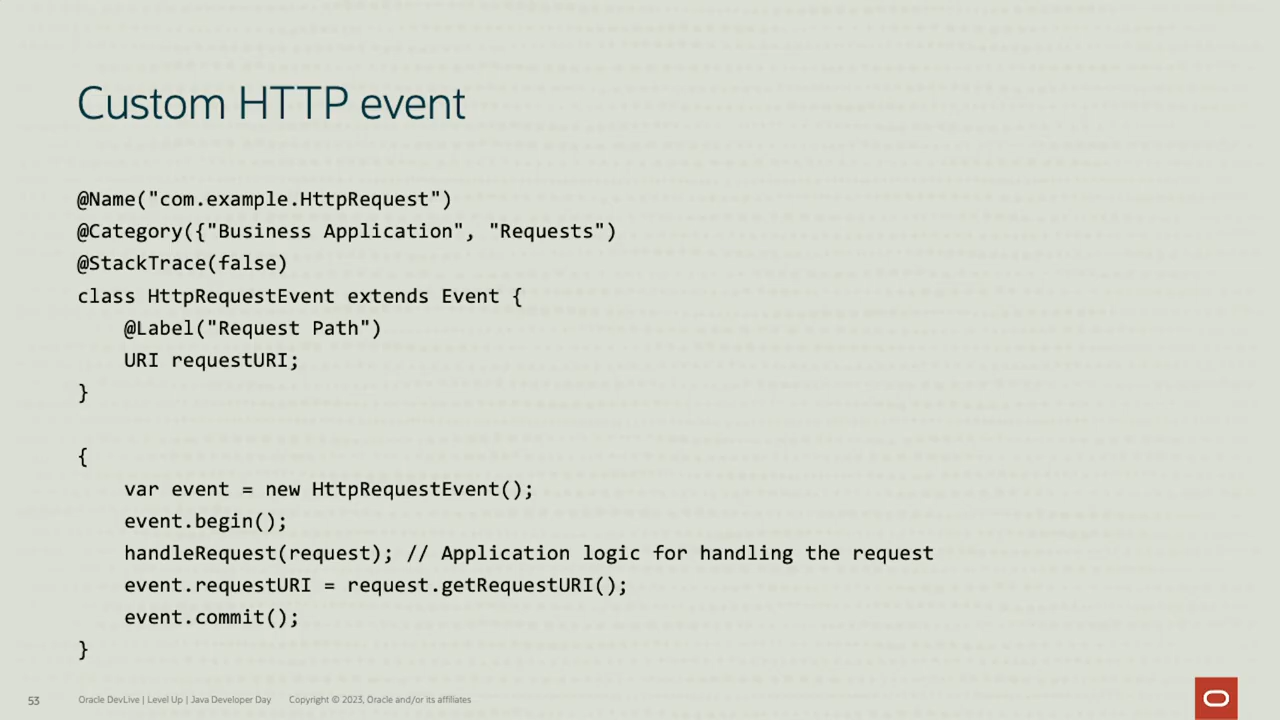 Custom HTTP event
@Name("com.example.HttpRequest")
@Category({"Business Application", "Requests")
@StackTrace(false)
class HttpRequestEvent extends Event {
    @Label("Request Path")
    URI requestURI;
}
{
    var event = new HttpRequestEvent();
    event.begin();
    handleRequest(request); // Application logic for handling the request
    event.requestURI = request.getRequestURI();
    event.commit();
}
53 Oracle DevLive | Level Up | Java Developer Day Copyright © 2023, Oracle and/or its affiliates